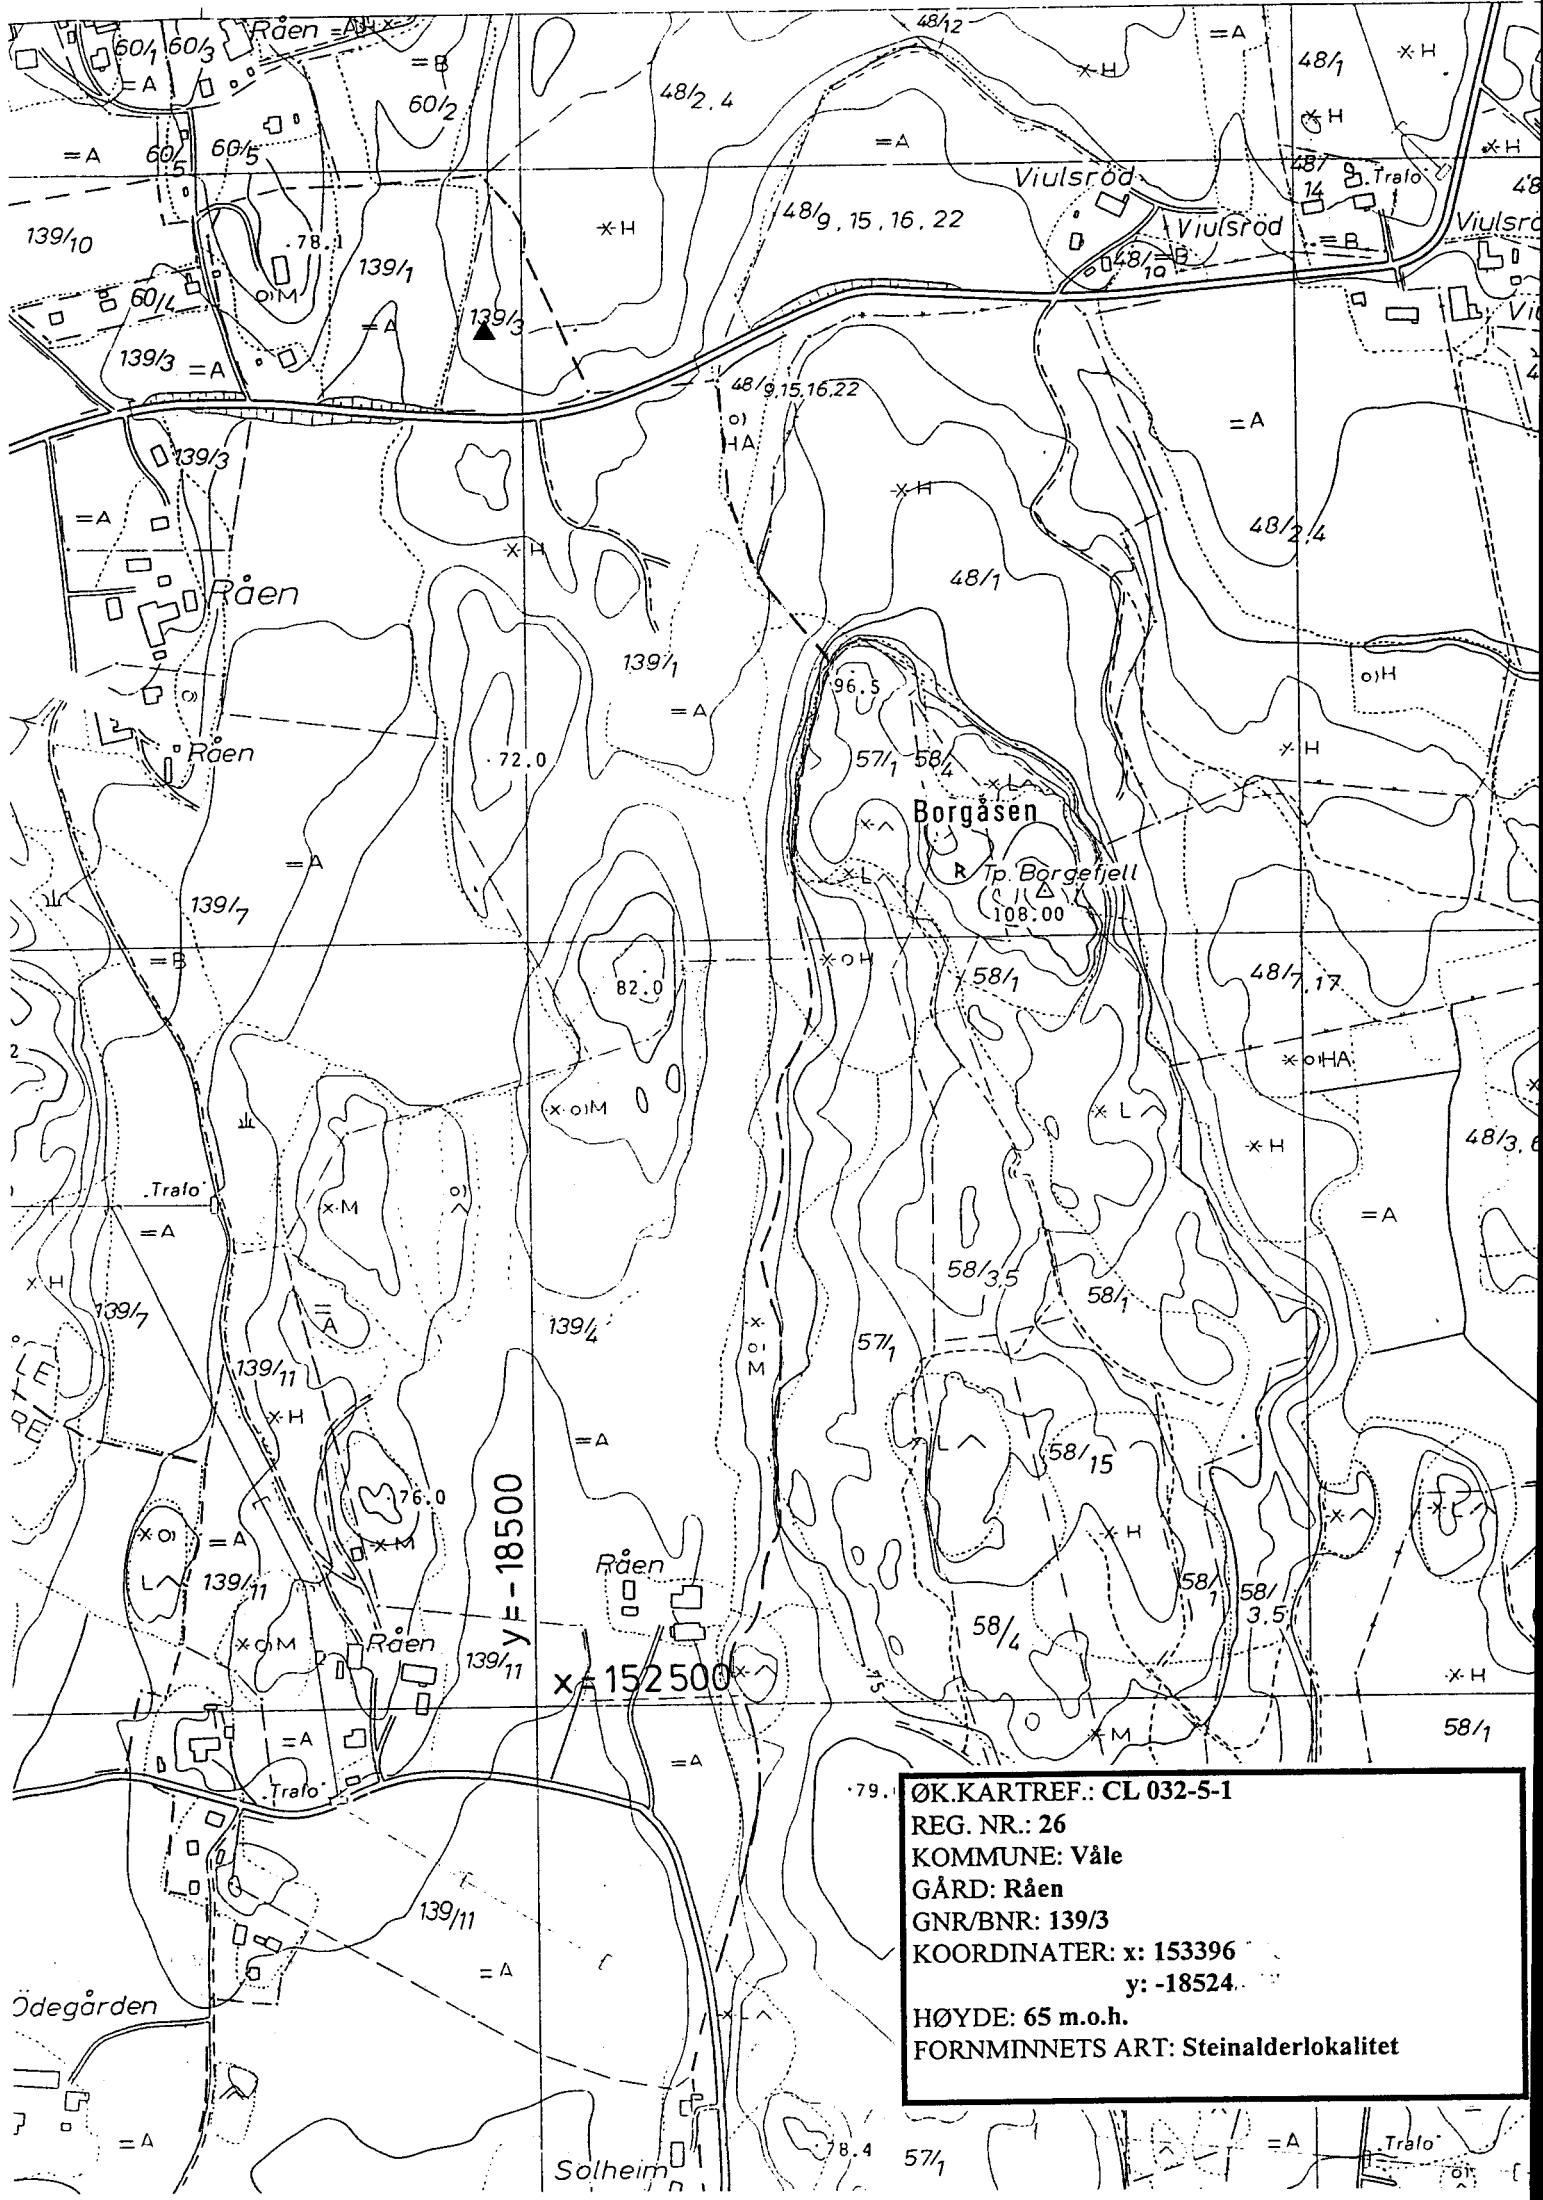 48/12
Råen =A
60/1 60/3
=A
=B
60/2
48/2,4
=A
48/1
x-H
x-H
x-H
=A
60/5
60/5
=A
48/14
.Trafo
x-H
Viulsröd
48/9,15,16,22
Viulsröd
=B
48/19 =B
139/10
.78.1
139/1
x-H
60/4
O)M
139/3
=A
139/3
=A
48/9,15,16,22
O)
HA
=A
139/3
x-H
=A
x-H
48/2,4
Råen
48/1
139/1
96.5
O)H
O)
=A
Råen
.72.0
57/1
58/4
x-H
x-L^
Borgåsen
x-^
=A
x-L^
R
Tp. Borgefjell
108.00
139/7
=B
x-OH
82.0
58/1
48/7,17
x-O)HA
x-O)M
x-L^
x-H
48/3,6
.Trafo
x-M
O)
^
=A
=A
x-H
58/3,5
58/1
139/7
=
A
139/4
x-
O)
M
57/1
139/11
x-H
=A
L^
58/15
.76.0
x-M
x-H
x-^
x-L^
x-O)
L^
=A
139/11
y=-18500
Råen
58/1
58/3.5
58/4
x-O)M
Råen
139/11
x=152500
x-^
75
x-H
58/1
x-M
=A
=A
.Trafo
.79.
ØK.KARTREF.: CL 032-5-1
REG. NR.: 26
KOMMUNE: Våle
GÅRD: Råen
GNR/BNR: 139/3
KOORDINATER: x: 153396
y: -18524
HØYDE: 65 m.o.h.
FORNMINNETS ART: Steinalderlokalitet
139/11
=A
Ödegården
x-L^
=A
Solheim
.78.4
57/1
=A
.Trafo